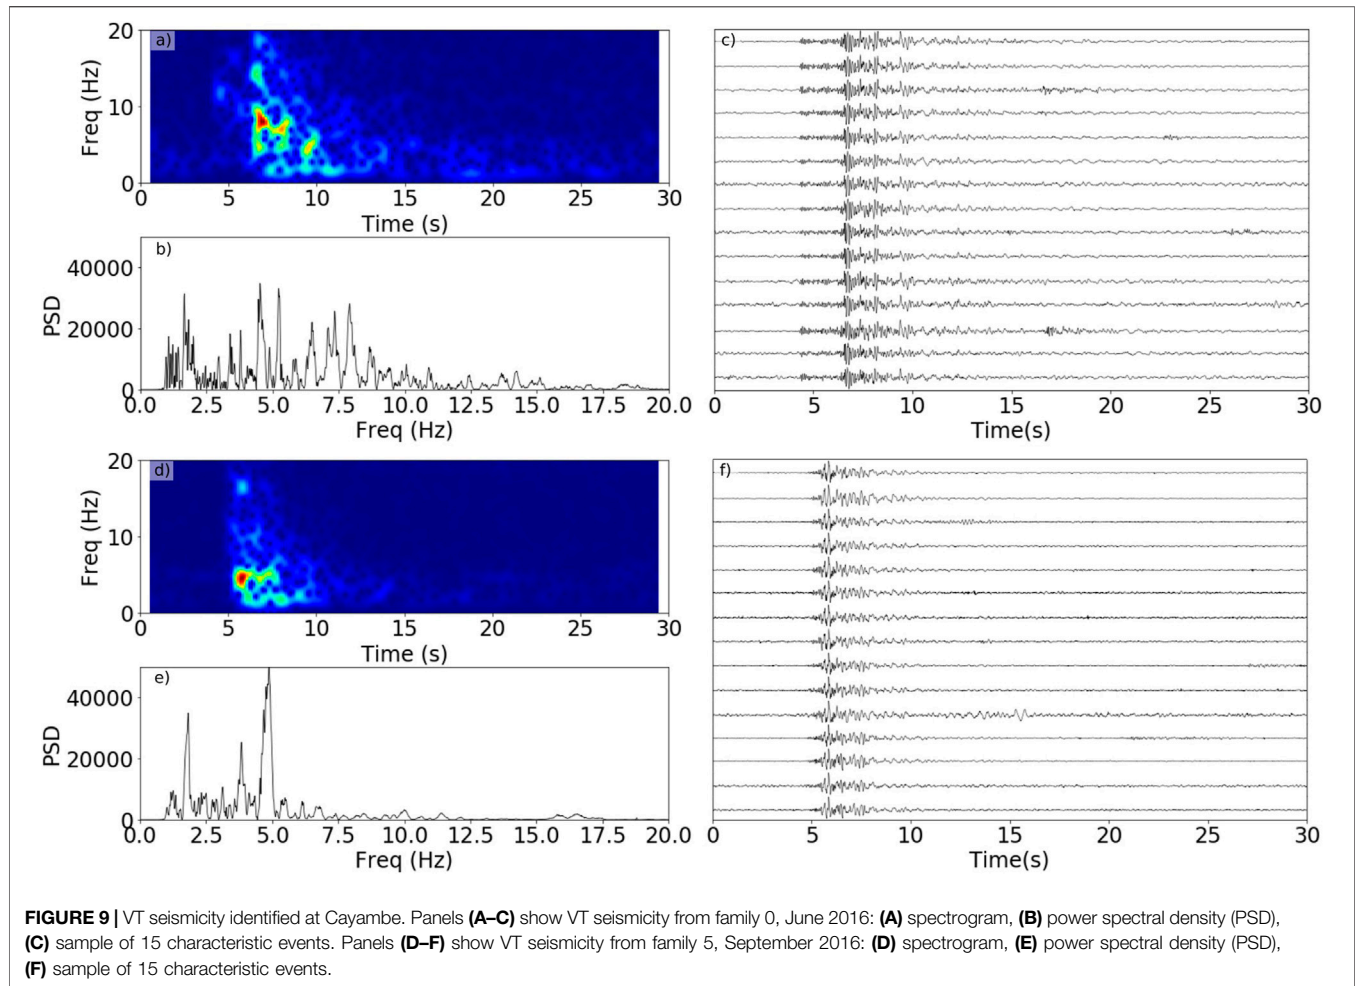 a)
20
10
0
Freq (Hz)
0 5 10 15 20 25 30
Time (s)
b)
40000
20000
0
PSD
0.0 2.5 5.0 7.5 10.0 12.5 15.0 17.5 20.0
Freq (Hz)
c)
0 5 10 15 20 25 30
Time(s)
d)
20
10
0
Freq (Hz)
0 5 10 15 20 25 30
Time (s)
e)
40000
20000
0
PSD
0.0 2.5 5.0 7.5 10.0 12.5 15.0 17.5 20.0
Freq (Hz)
f)
0 5 10 15 20 25 30
Time(s)
FIGURE 9 | VT seismicity identified at Cayambe. Panels (A–C) show VT seismicity from family 0, June 2016: (A) spectrogram, (B) power spectral density (PSD),
(C) sample of 15 characteristic events. Panels (D–F) show VT seismicity from family 5, September 2016: (D) spectrogram, (E) power spectral density (PSD),
(F) sample of 15 characteristic events.